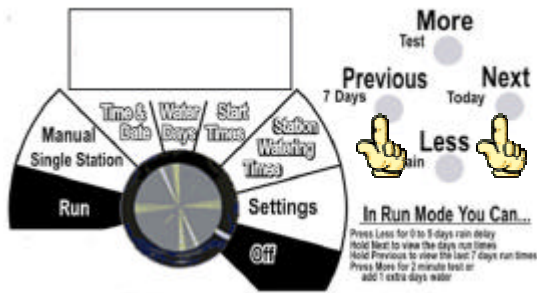 More
Test
Previous
7 Days
Next
Today
Less
ain
Time & Date
Water Days
Start Times
Station Watering Times
Manual
Single Station
Run
Settings
Off
In Run Mode You Can...
Press Less for 0 to 5 days rain delay
Hold Next to view the days run times
Hold Previous to view the last 7 days run times
Press More for 2 minute test or
add 1 extra days water